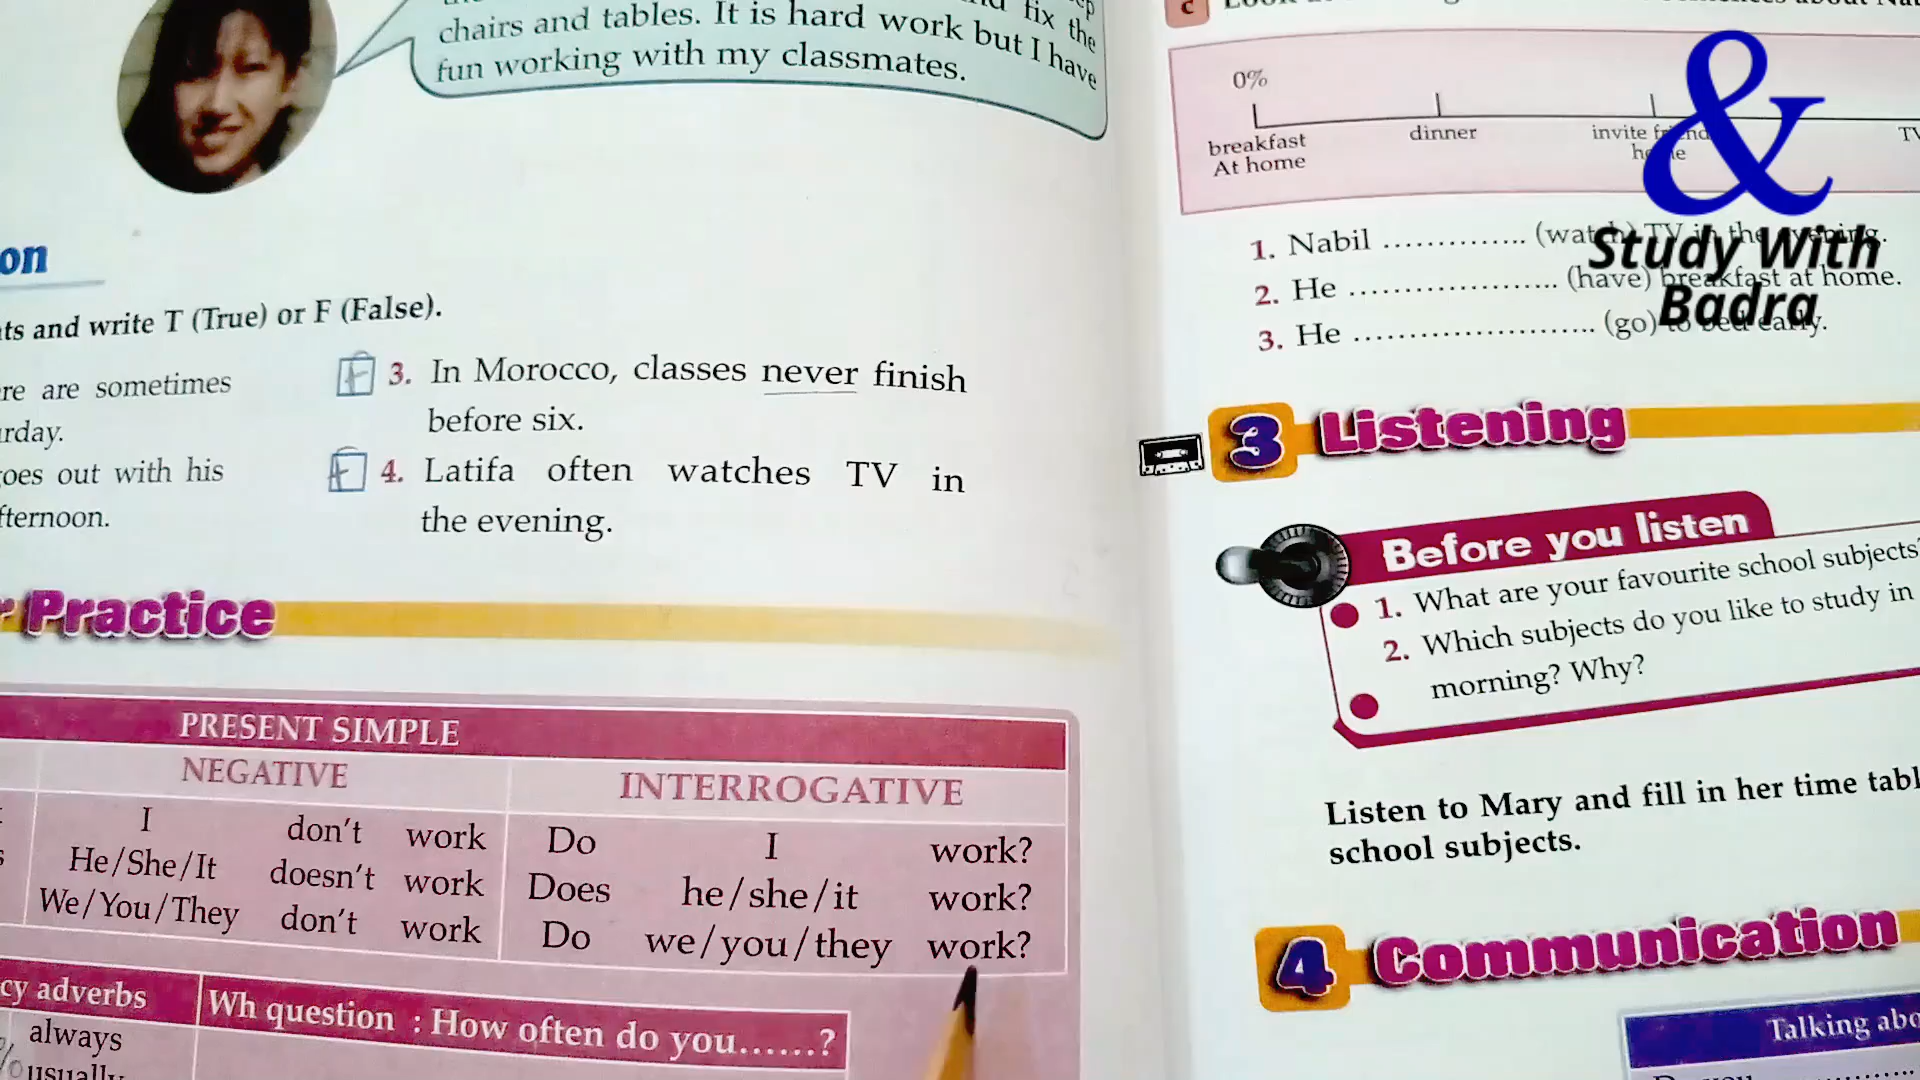 fix the
chairs and tables. It is hard work but I have
fun working with my classmates.
on
ts and write T (True) or F (False).
re are sometimes
rday.
oes out with his
fternoon.
3. In Morocco, classes never finish
before six.
4. Latifa often watches TV in
the evening.
Practice
PRESENT SIMPLE
NEGATIVE INTERROGATIVE
I don't work Do I work?
He/She/It doesn't work Does he/she/it work?
We/You/They don't work Do we/you/they work?
cy adverbs Wh question : How often do you......?
always
usually
c
0%
breakfast
At home
dinner
invite friend
home
TV
1. Nabil .............. (watch) TV in the evening.
2. He ..................... (have) breakfast at home.
3. He ........................ (go) to bed early.
&
Study With
Badra
3 Listening
Before you listen
1. What are your favourite school subjects?
2. Which subjects do you like to study in
morning? Why?
Listen to Mary and fill in her time tabl
school subjects.
4 Communication
Talking abo